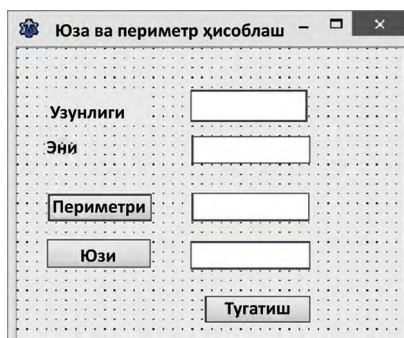 Юза ва периметр ҳисоблаш
Узунлиги
Эни
Периметри
Юзи
Тугатиш